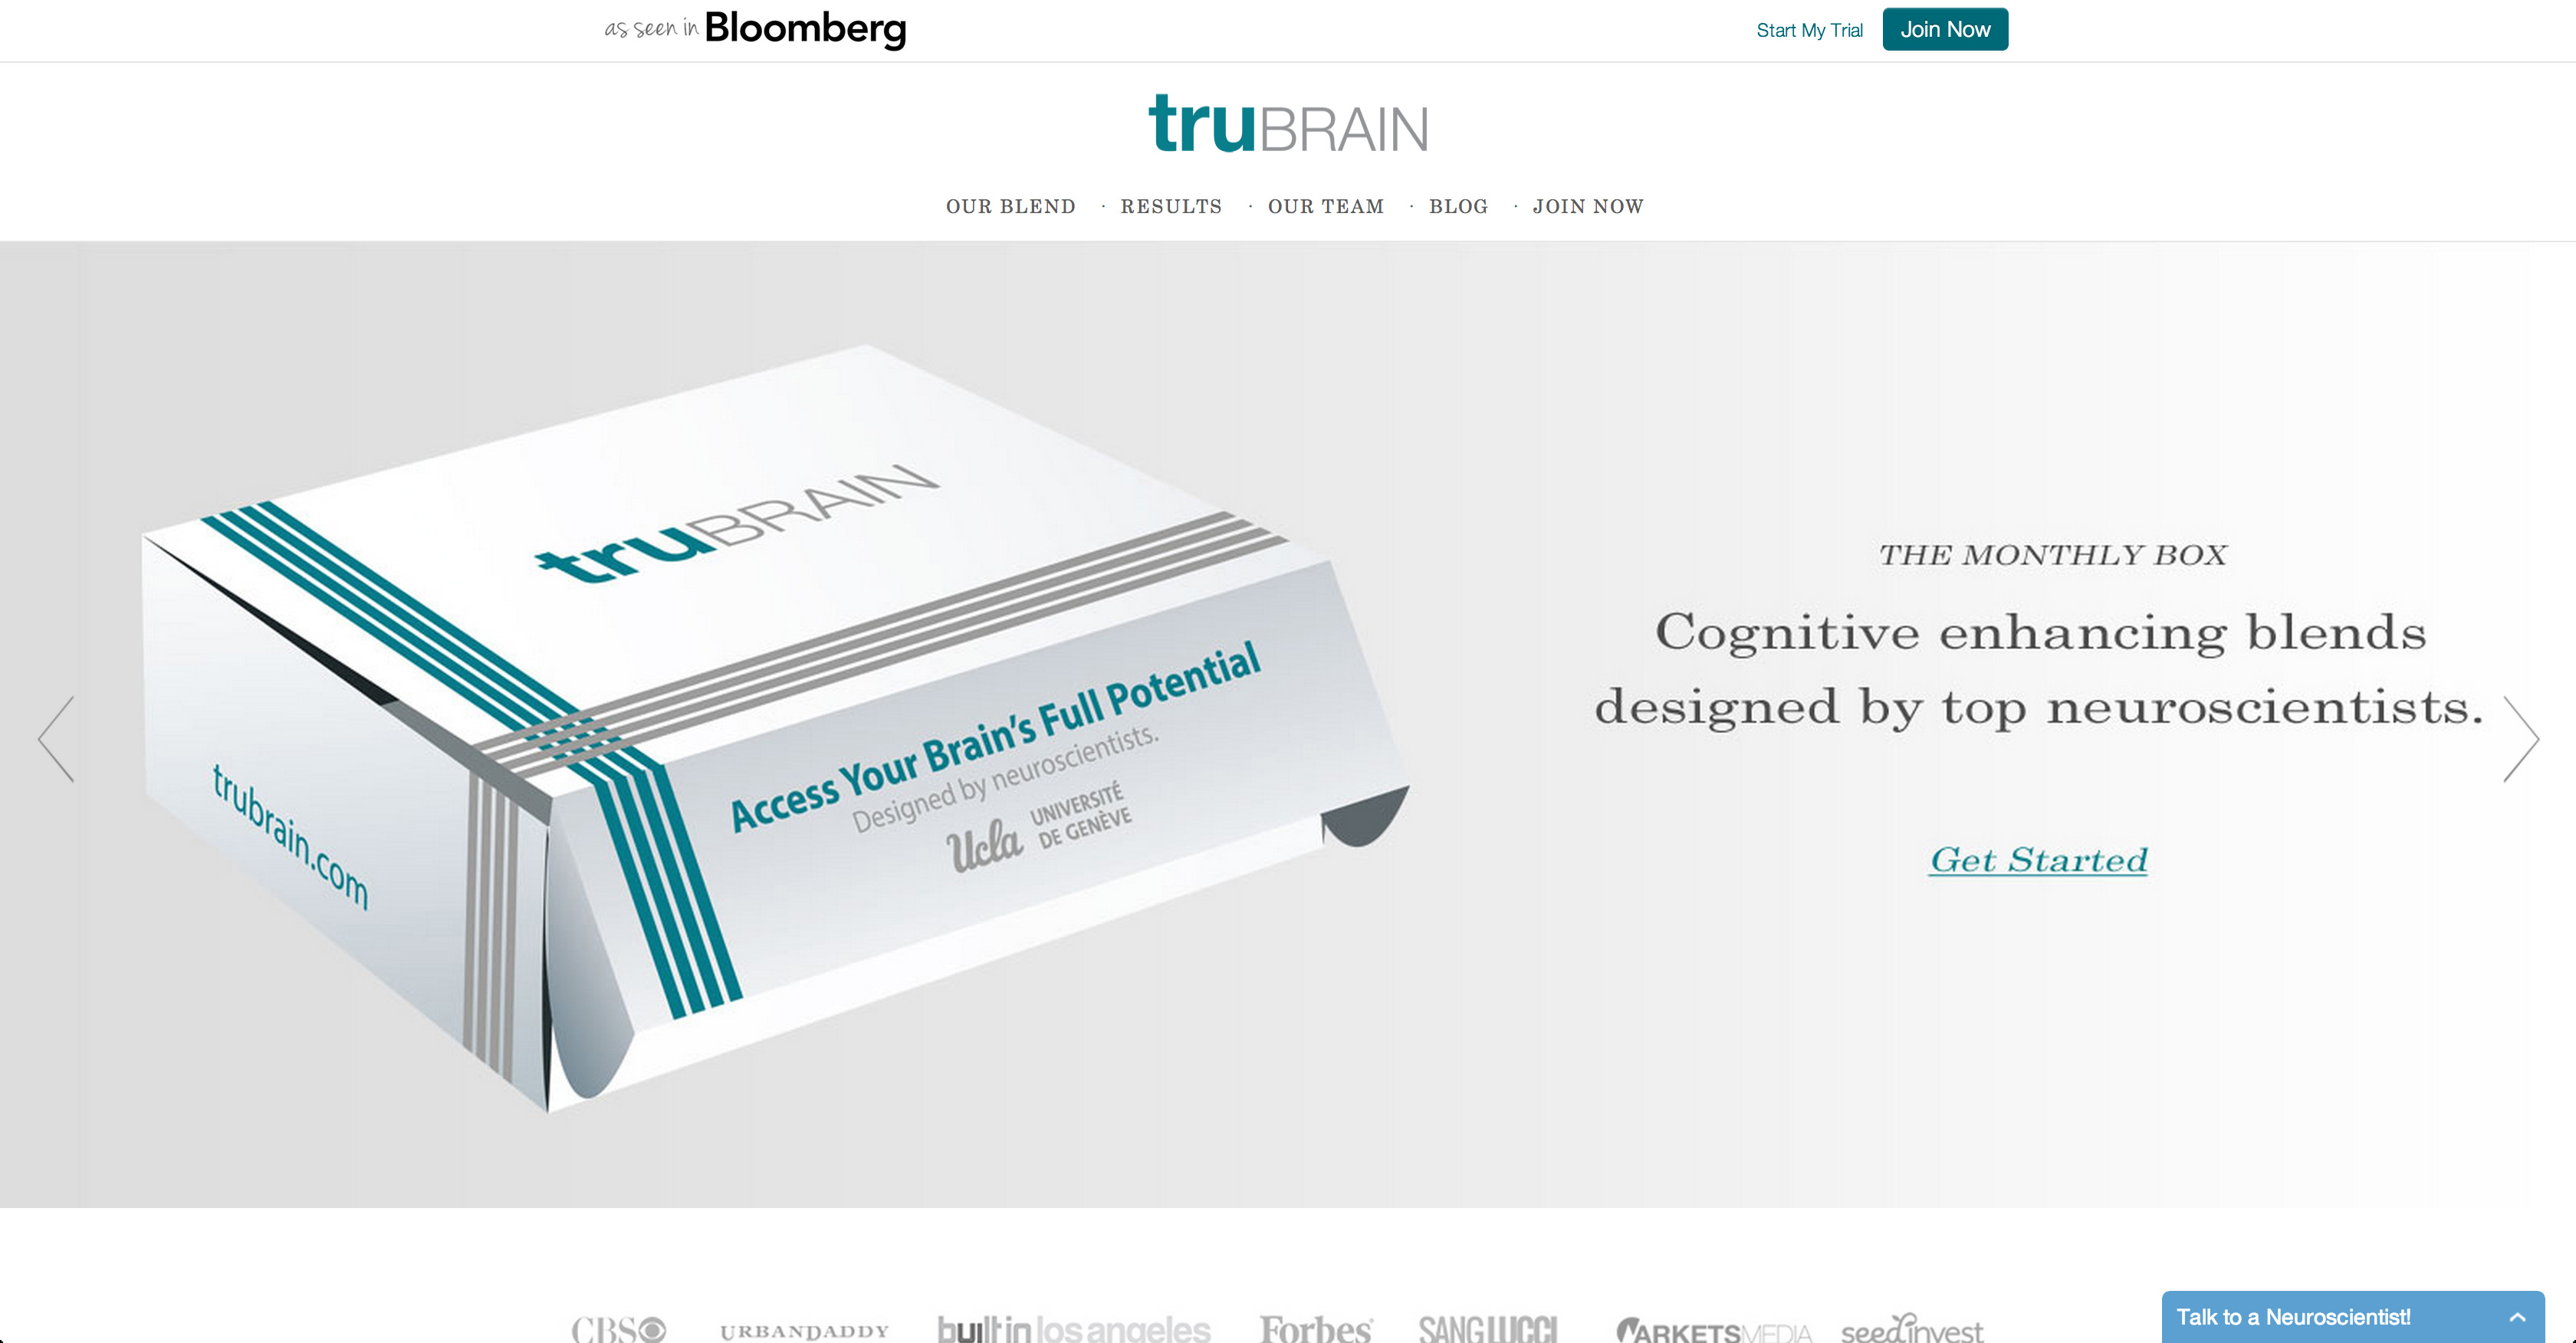 as seen in Bloomberg
Start My Trial
Join Now
truBRAIN
OUR BLEND · RESULTS · OUR TEAM · BLOG · JOIN NOW
truBRAIN
Access Your Brain's Full Potential
Designed by neuroscientists.
Ucla
UNIVERSITÉ
DE GENÈVE
trubrain.com
THE MONTHLY BOX
Cognitive enhancing blends
designed by top neuroscientists.
Get Started
CBS URBANDADDY builtinlosangeles Forbes SANGLUCCI MARKETSMEDIA seedinvest
Talk to a Neuroscientist!